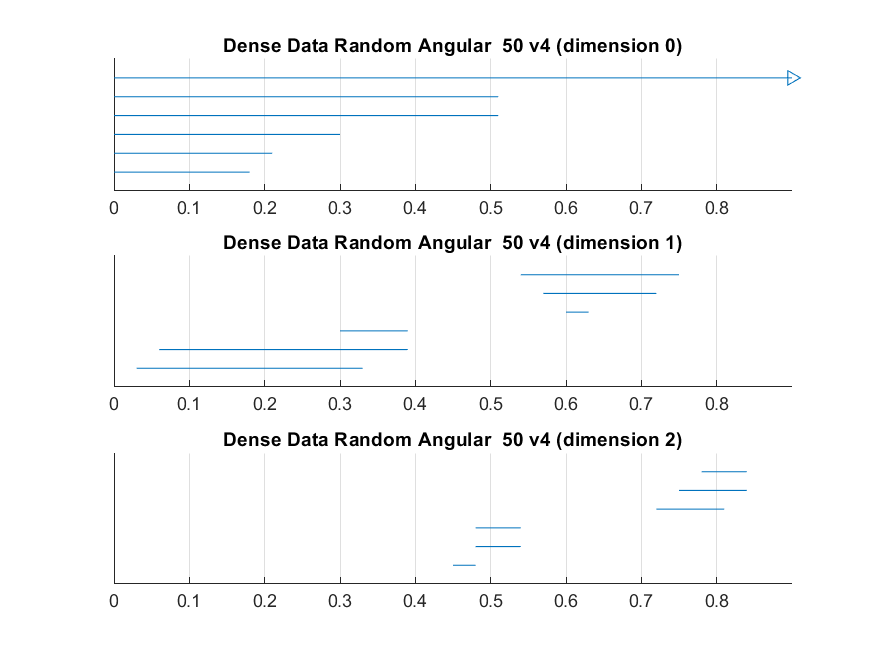 Dense Data Random Angular  50 v4 (dimension 0)
0 0.1 0.2 0.3 0.4 0.5 0.6 0.7 0.8
Dense Data Random Angular  50 v4 (dimension 1)
0 0.1 0.2 0.3 0.4 0.5 0.6 0.7 0.8
Dense Data Random Angular  50 v4 (dimension 2)
0 0.1 0.2 0.3 0.4 0.5 0.6 0.7 0.8